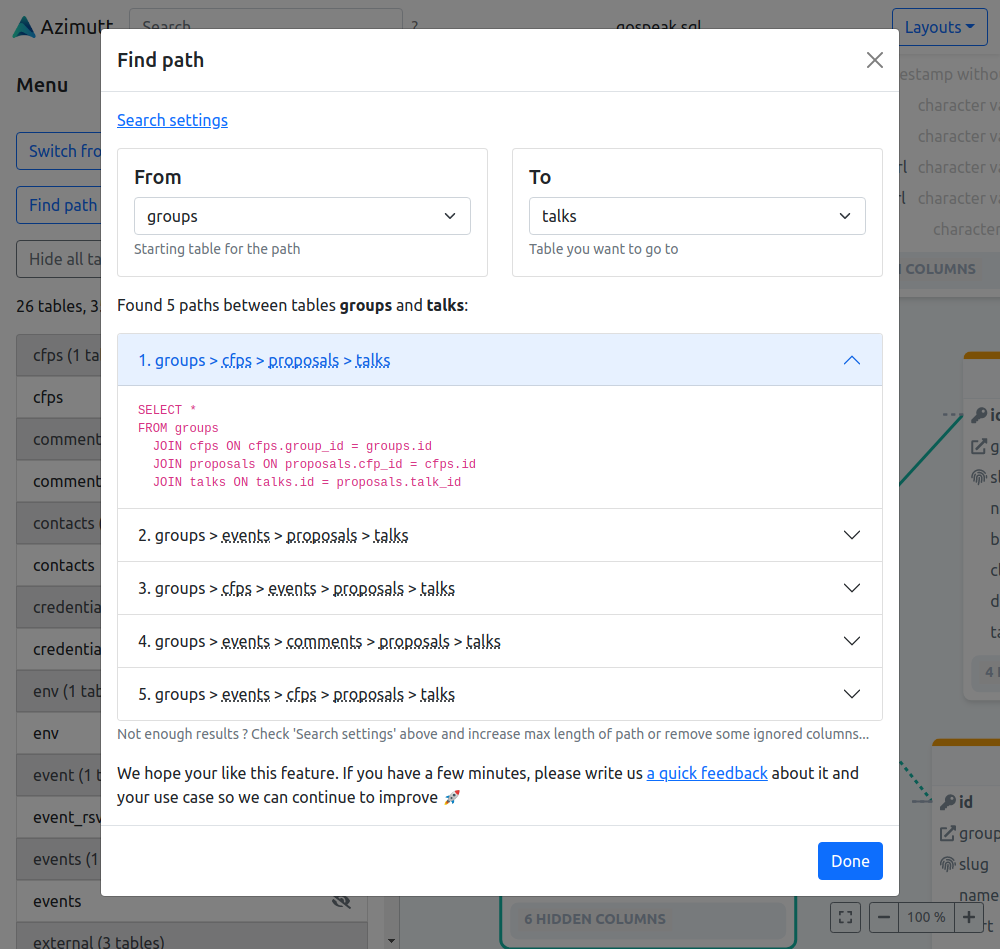 Azimutt Search ? gospeak.sql Layouts
Find path
Menu
Search settings
Switch fro
Find path
Hide all ta
From
groups
Starting table for the path
To
talks
Table you want to go to
26 tables, 3
Found 5 paths between tables groups and talks:
1. groups > cfps > proposals > talks
SELECT *
FROM groups
JOIN cfps ON cfps.group_id = groups.id
JOIN proposals ON proposals.cfp_id = cfps.id
JOIN talks ON talks.id = proposals.talk_id
2. groups > events > proposals > talks
3. groups > cfps > events > proposals > talks
4. groups > events > comments > proposals > talks
5. groups > events > cfps > proposals > talks
Not enough results ? Check 'Search settings' above and increase max length of path or remove some ignored columns...
We hope your like this feature. If you have a few minutes, please write us a quick feedback about it and
your use case so we can continue to improve 🚀
Done
cfps (1 ta
cfps
comment
comment
contacts (
contacts
credentia
credentia
env (1 tab
env
event (1 t
event_rsv
events (1
events
external (3 tables)
estamp witho
character va
character va
rl character va
rl character va
character
N COLUMNS
id
g
sl
n
b
cl
d
ta
4
id
group
slug
name
rt
6 HIDDEN COLUMNS
100 %